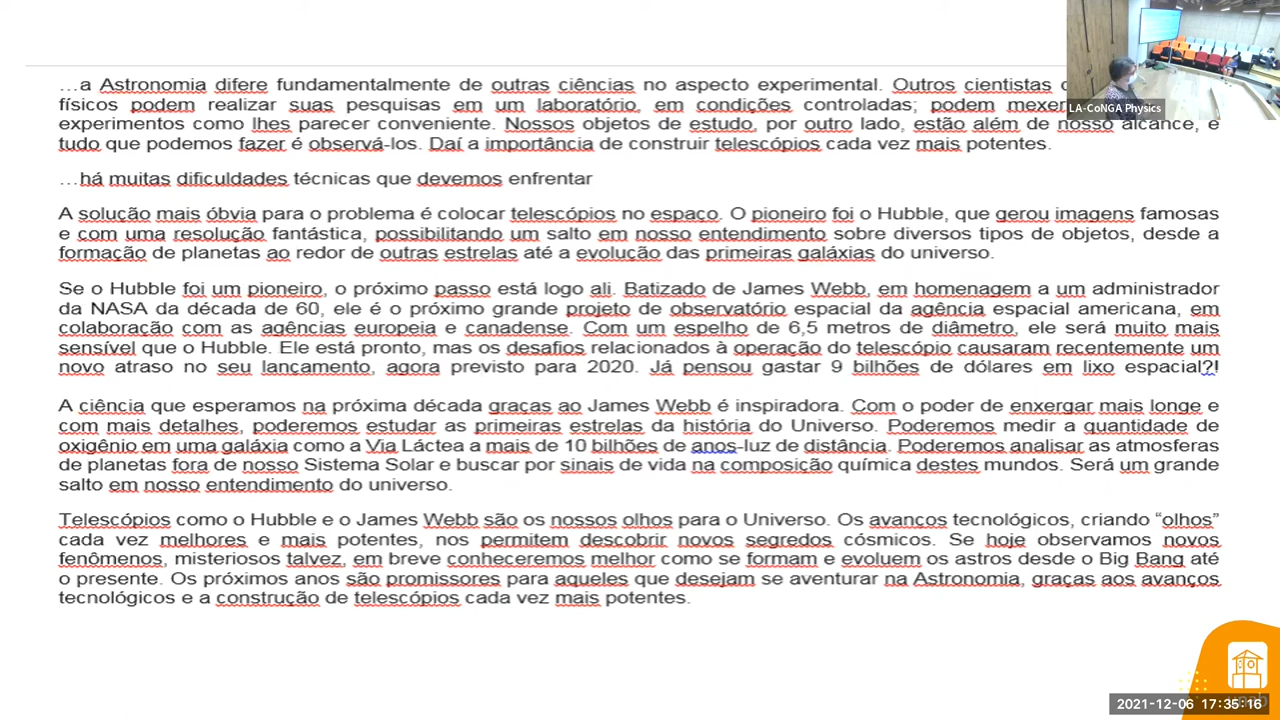 …a Astronomia difere fundamentalmente de outras ciências no aspecto experimental. Outros cientistas
físicos podem realizar suas pesquisas em um laboratório, em condições controladas; podem mexer
experimentos como lhes parecer conveniente. Nossos objetos de estudo, por outro lado, estão além de nosso alcance, e
tudo que podemos fazer é observá-los. Daí a importância de construir telescópios cada vez mais potentes.
…há muitas dificuldades técnicas que devemos enfrentar
A solução mais óbvia para o problema é colocar telescópios no espaço. O pioneiro foi o Hubble, que gerou imagens famosas
e com uma resolução fantástica, possibilitando um salto em nosso entendimento sobre diversos tipos de objetos, desde a
formação de planetas ao redor de outras estrelas até a evolução das primeiras galáxias do universo.
Se o Hubble foi um pioneiro, o próximo passo está logo ali. Batizado de James Webb, em homenagem a um administrador
da NASA da década de 60, ele é o próximo grande projeto de observatório espacial da agência espacial americana, em
colaboração com as agências europeia e canadense. Com um espelho de 6,5 metros de diâmetro, ele será muito mais
sensível que o Hubble. Ele está pronto, mas os desafios relacionados à operação do telescópio causaram recentemente um
novo atraso no seu lançamento, agora previsto para 2020. Já pensou gastar 9 bilhões de dólares em lixo espacial?!
A ciência que esperamos na próxima década graças ao James Webb é inspiradora. Com o poder de enxergar mais longe e
com mais detalhes, poderemos estudar as primeiras estrelas da história do Universo. Poderemos medir a quantidade de
oxigênio em uma galáxia como a Via Láctea a mais de 10 bilhões de anos-luz de distância. Poderemos analisar as atmosferas
de planetas fora de nosso Sistema Solar e buscar por sinais de vida na composição química destes mundos. Será um grande
salto em nosso entendimento do universo.
Telescópios como o Hubble e o James Webb são os nossos olhos para o Universo. Os avanços tecnológicos, criando “olhos”
cada vez melhores e mais potentes, nos permitem descobrir novos segredos cósmicos. Se hoje observamos novos
fenômenos, misteriosos talvez, em breve conheceremos melhor como se formam e evoluem os astros desde o Big Bang até
o presente. Os próximos anos são promissores para aqueles que desejam se aventurar na Astronomia, graças aos avanços
tecnológicos e a construção de telescópios cada vez mais potentes.
LA-CoNGA Physics
2021-12-06 17:35:16